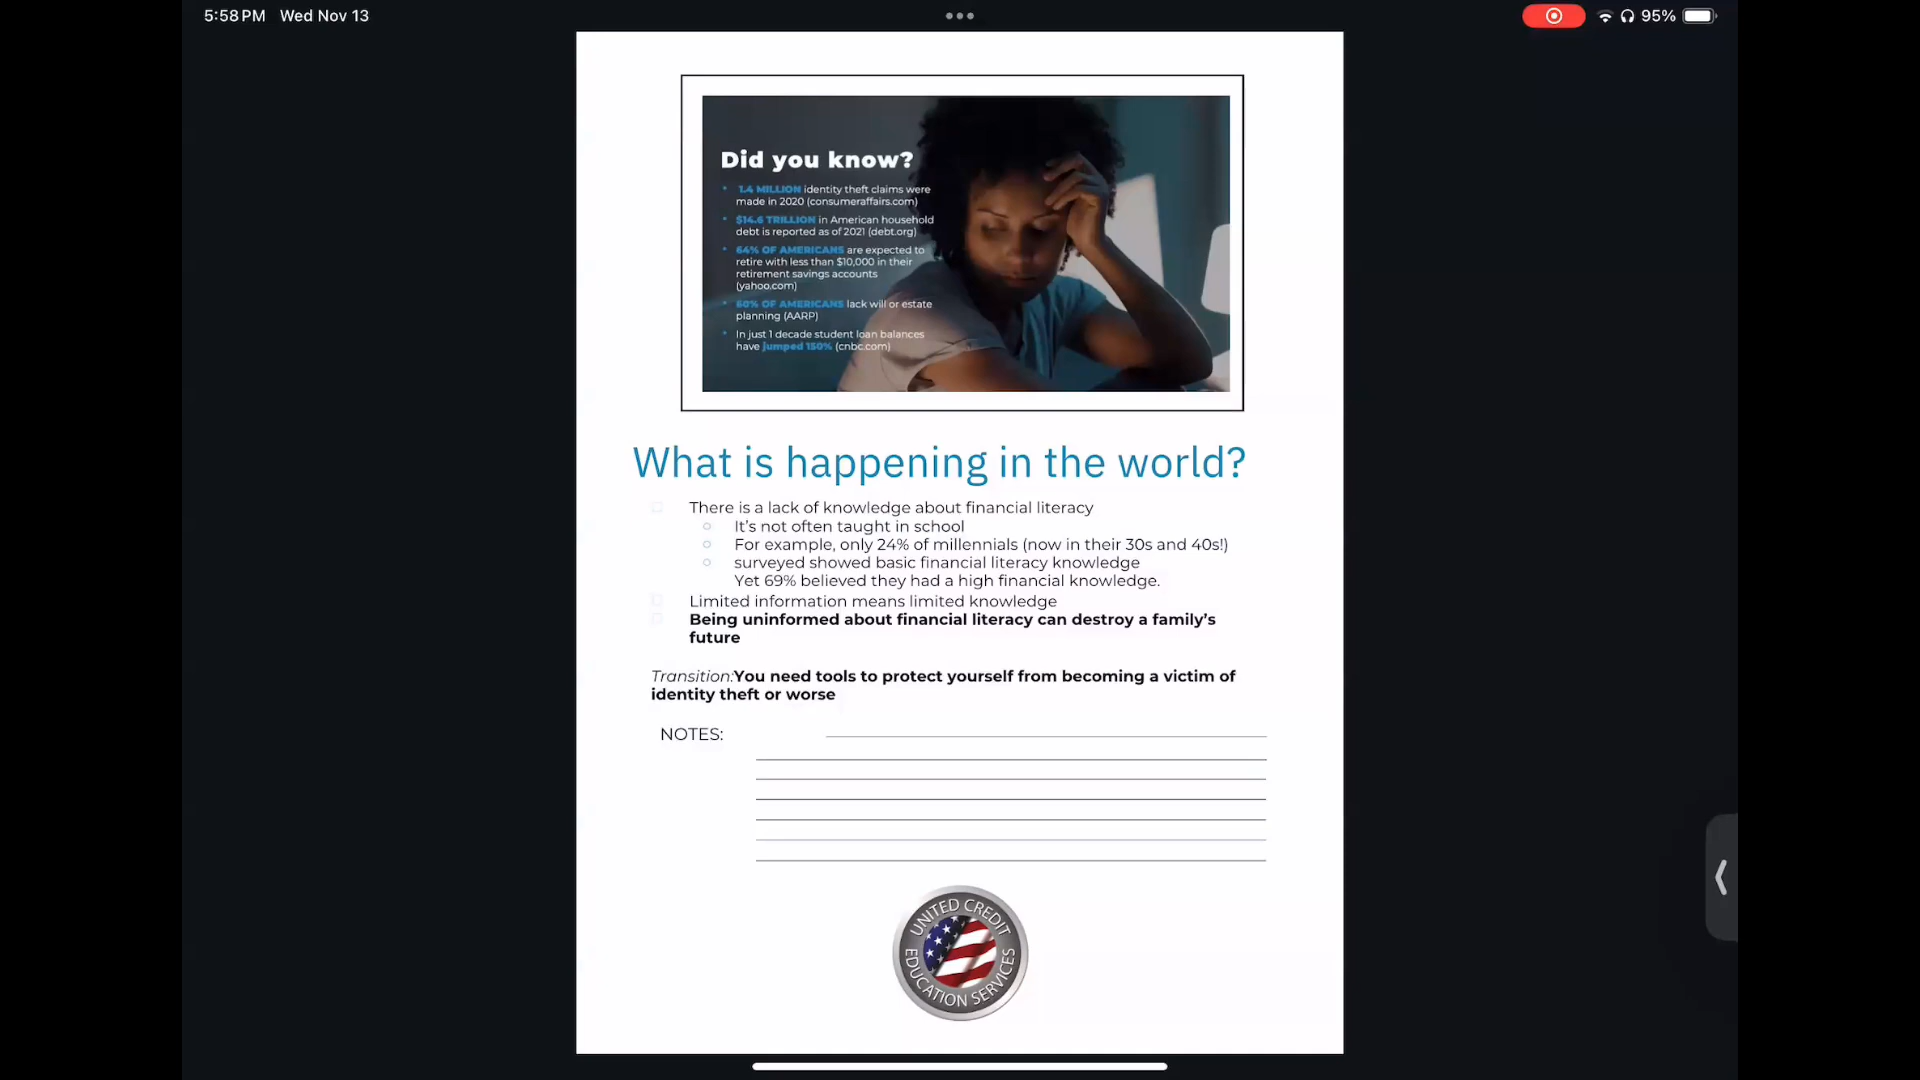 5:58 PM Wed Nov 13
95%
Did you know?
• 1.4 MILLION identity theft claims were
made in 2020 (consumeraffairs.com)
• $14.6 TRILLION in American household
debt is reported as of 2021 (debt.org)
• 64% OF AMERICANS are expected to
retire with less than $10,000 in their
retirement savings accounts
(yahoo.com)
• 60% OF AMERICANS lack will or estate
planning (AARP)
• In just 1 decade student loan balances
have jumped 150% (cnbc.com)
What is happening in the world?
There is a lack of knowledge about financial literacy
It's not often taught in school
For example, only 24% of millennials (now in their 30s and 40s!)
surveyed showed basic financial literacy knowledge
Yet 69% believed they had a high financial knowledge.
Limited information means limited knowledge
Being uninformed about financial literacy can destroy a family's
future
Transition:You need tools to protect yourself from becoming a victim of
identity theft or worse
NOTES:
UNITED CREDIT
EDUCATION SERVICES